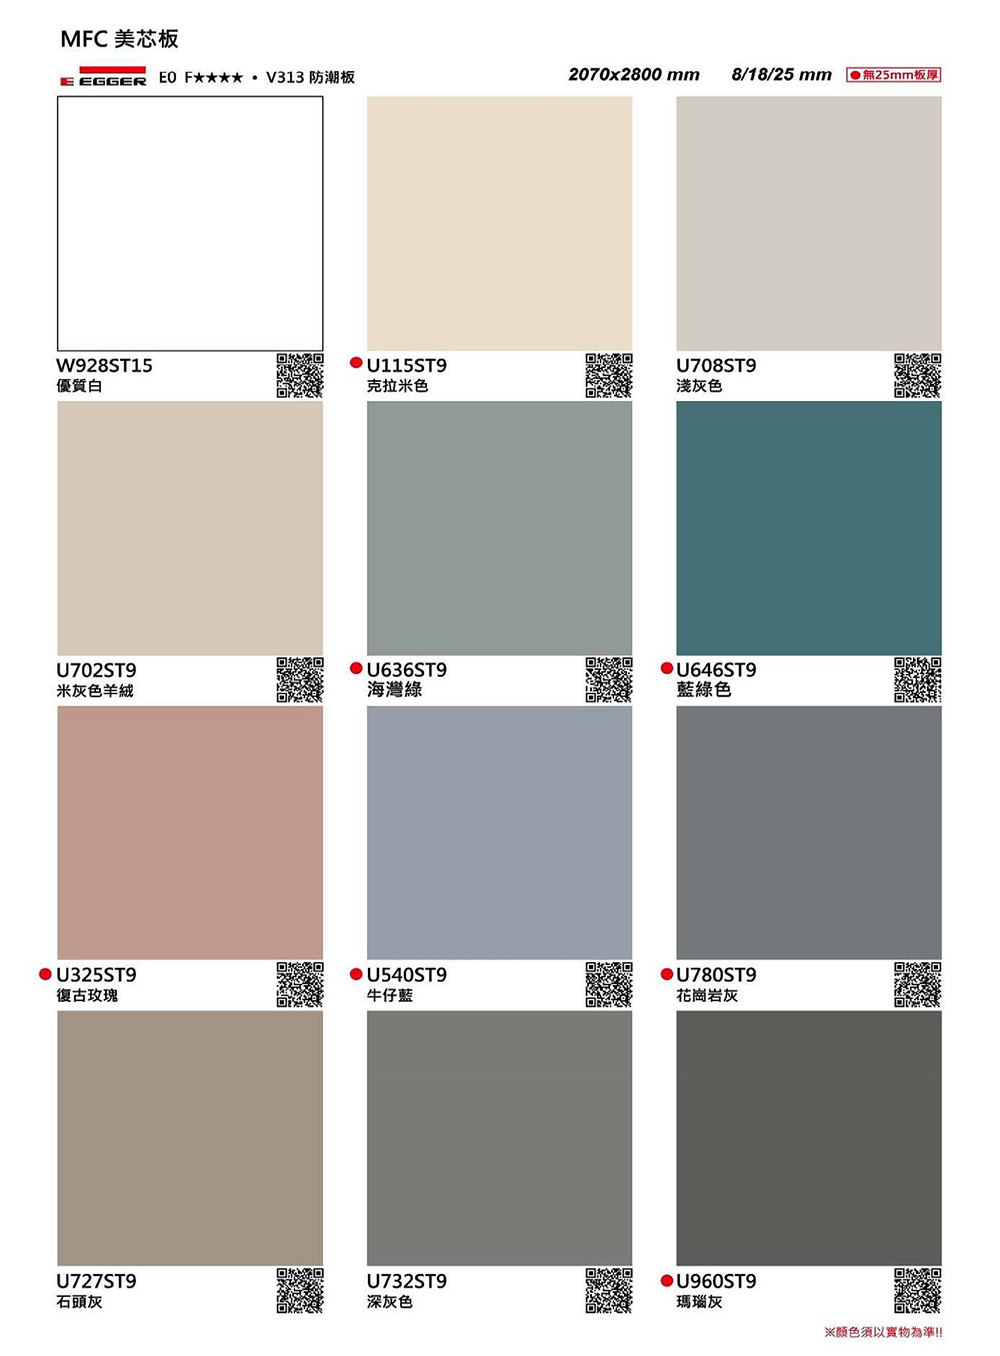 MFC 美芯板
E EGGER E0 F★★★★ • V313 防潮板 2070x2800 mm 8/18/25 mm ●無25mm板厚
W928ST15
優質白
●U115ST9
克拉米色
U708ST9
淺灰色
U702ST9
米灰色羊絨
●U636ST9
海灣綠
●U646ST9
藍綠色
●U325ST9
復古玫瑰
●U540ST9
牛仔藍
●U780ST9
花崗岩灰
U727ST9
石頭灰
U732ST9
深灰色
●U960ST9
瑪瑙灰
※顏色須以實物為準!!